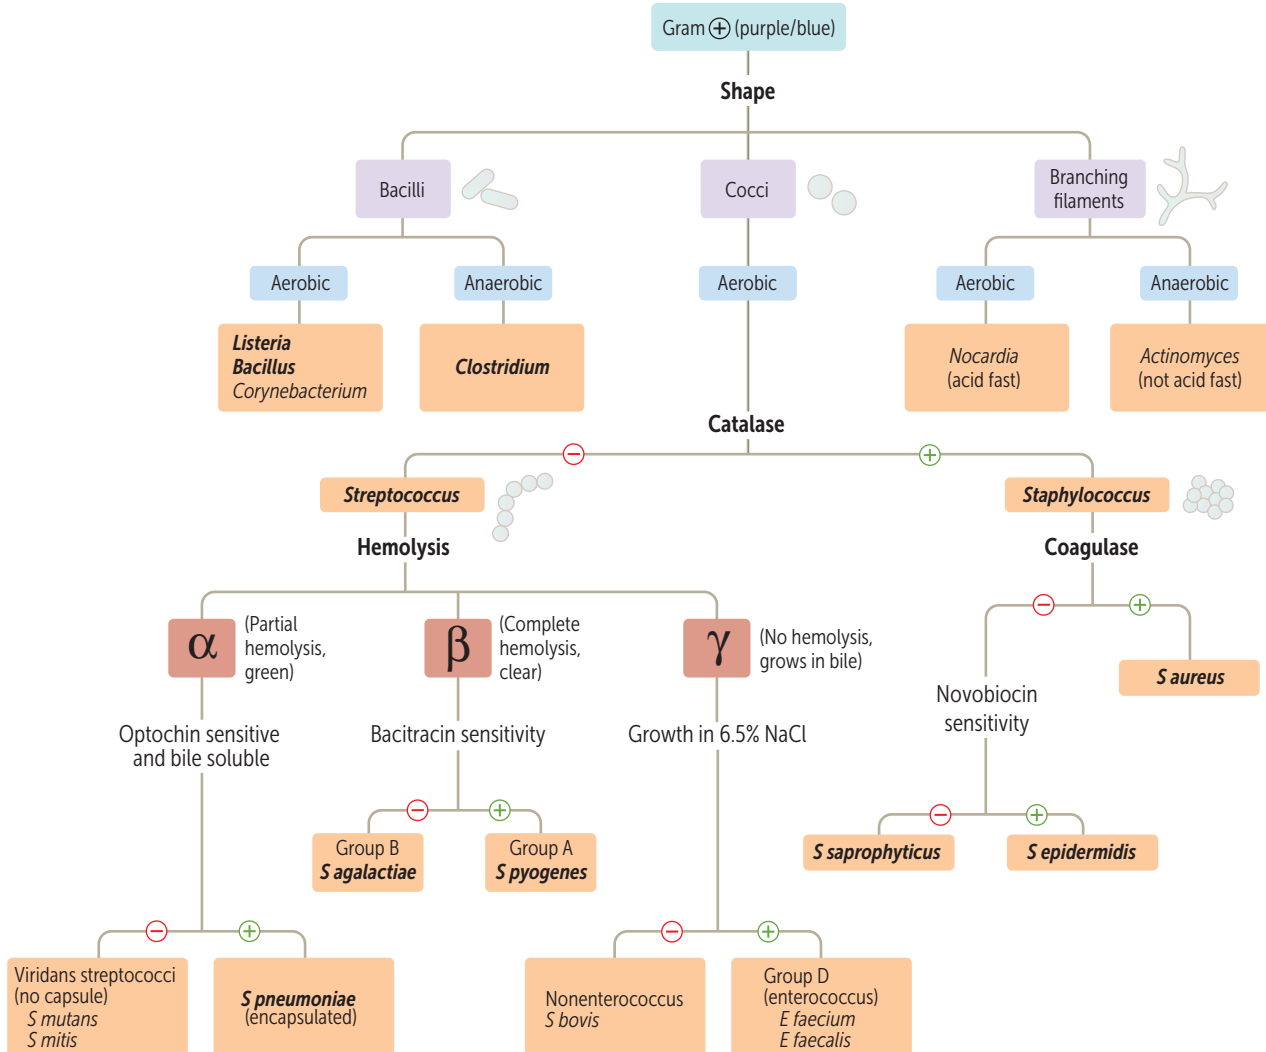 Gram ⊕ (purple/blue)
Shape
Bacilli
Cocci
Branching
filaments
Aerobic
Anaerobic
Aerobic
Aerobic
Anaerobic
Listeria
Bacillus
Corynebacterium
Clostridium
Nocardia
(acid fast)
Actinomyces
(not acid fast)
Catalase
−
+
Streptococcus
Staphylococcus
Hemolysis
Coagulase
−
+
α
(Partial
hemolysis,
green)
β
(Complete
hemolysis,
clear)
γ
(No hemolysis,
grows in bile)
S aureus
Novobiocin
sensitivity
Optochin sensitive
and bile soluble
Bacitracin sensitivity
Growth in 6.5% NaCl
−
+
−
+
Group B
S agalactiae
Group A
S pyogenes
S saprophyticus
S epidermidis
−
+
−
+
Viridans streptococci
(no capsule)
S mutans
S mitis
S pneumoniae
(encapsulated)
Nonenterococcus
S bovis
Group D
(enterococcus)
E faecium
E faecalis